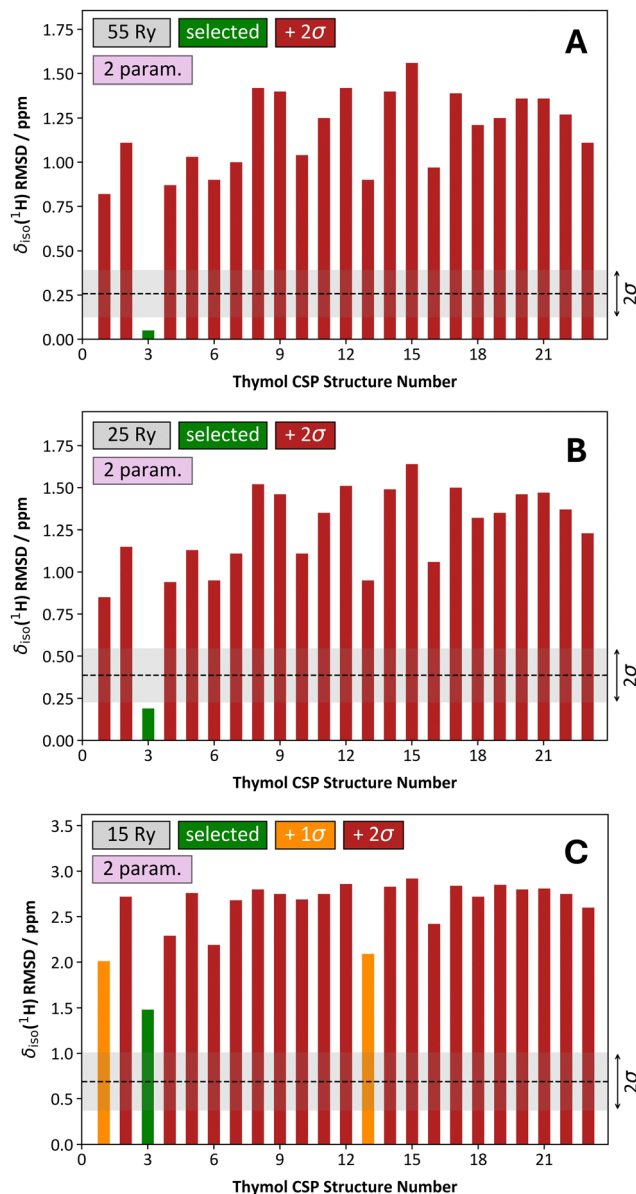 A
55 Ry selected + 2σ
2 param.
1.75
1.50
1.25
1.00
0.75
0.50
0.25
0.00
δiso(¹H) RMSD / ppm
2σ
0 3 6 9 12 15 18 21
Thymol CSP Structure Number
B
25 Ry selected + 2σ
2 param.
1.75
1.50
1.25
1.00
0.75
0.50
0.25
0.00
δiso(¹H) RMSD / ppm
2σ
0 3 6 9 12 15 18 21
Thymol CSP Structure Number
C
15 Ry selected + 1σ + 2σ
2 param.
3.5
3.0
2.5
2.0
1.5
1.0
0.5
0.0
δiso(¹H) RMSD / ppm
2σ
0 3 6 9 12 15 18 21
Thymol CSP Structure Number